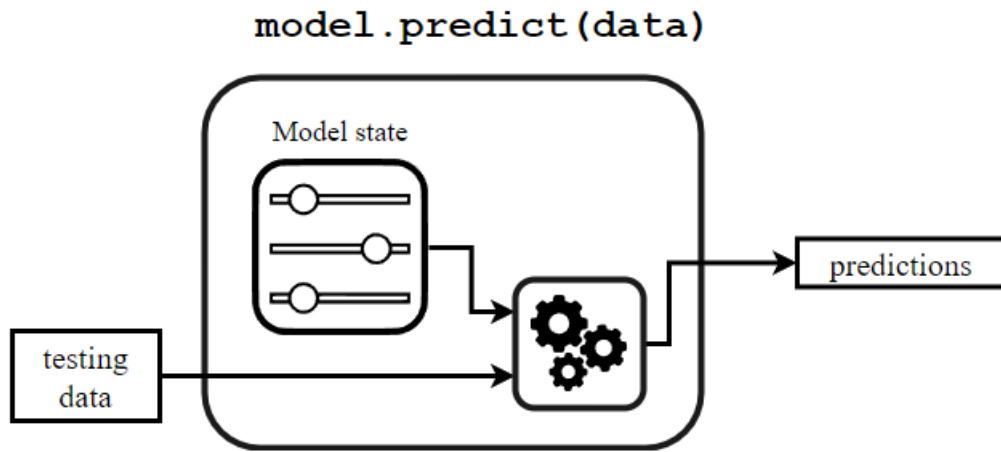 model.predict(data)
Model state
testing
data
predictions